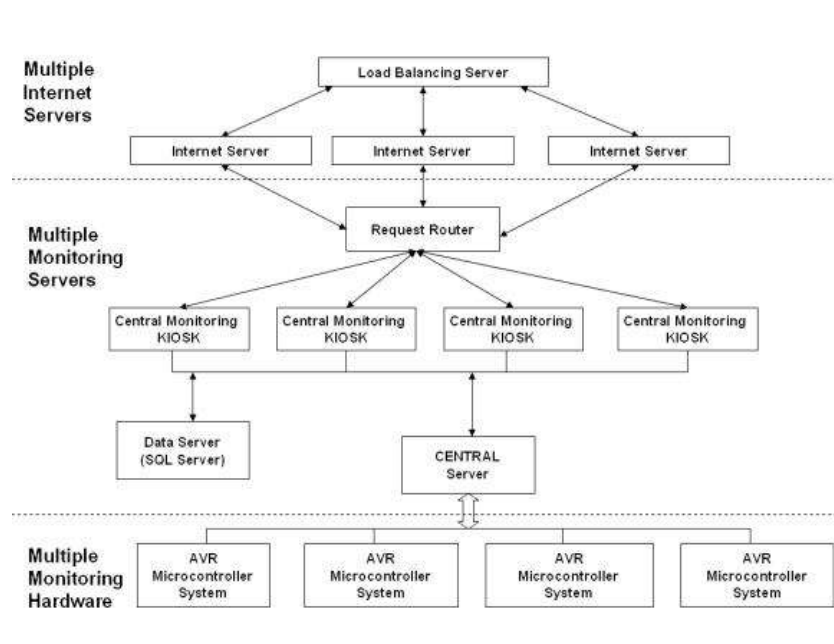 Multiple
Internet
Servers
Load Balancing Server
Internet Server
Internet Server
Internet Server
Multiple
Monitoring
Servers
Request Router
Central Monitoring
KIOSK
Central Monitoring
KIOSK
Central Monitoring
KIOSK
Central Monitoring
KIOSK
Data Server
(SQL Server)
CENTRAL
Server
Multiple
Monitoring
Hardware
AVR
Microcontroller
System
AVR
Microcontroller
System
AVR
Microcontroller
System
AVR
Microcontroller
System